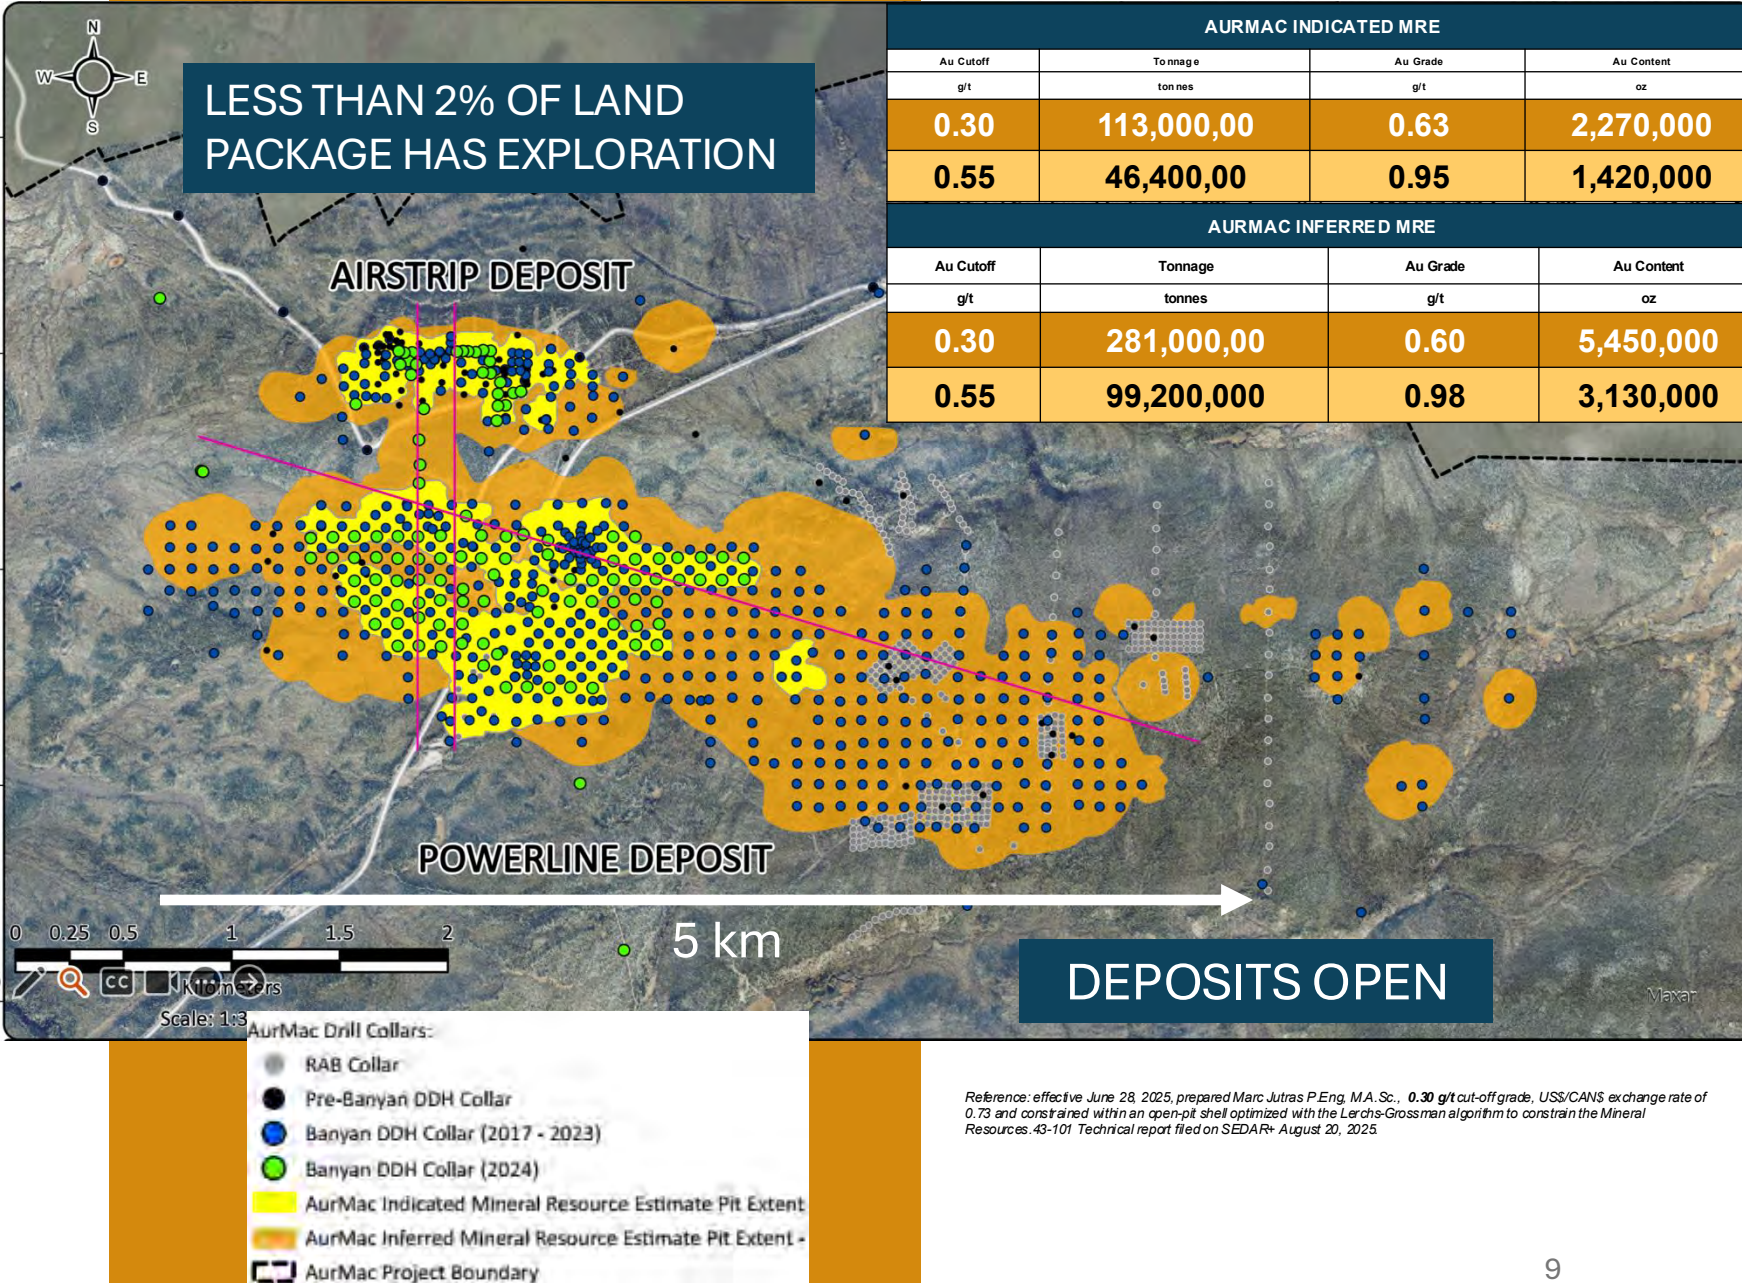 N
W E
S
LESS THAN 2% OF LAND
PACKAGE HAS EXPLORATION
AURMAC INDICATED MRE
Au Cutoff Tonnage Au Grade Au Content
g/t tonnes g/t oz
0.30 113,000,00 0.63 2,270,000
0.55 46,400,00 0.95 1,420,000
AURMAC INFERRED MRE
Au Cutoff Tonnage Au Grade Au Content
g/t tonnes g/t oz
0.30 281,000,00 0.60 5,450,000
0.55 99,200,000 0.98 3,130,000
AIRSTRIP DEPOSIT
POWERLINE DEPOSIT
5 km
0 0.25 0.5 1 1.5 2
CC
Kilometers
Scale: 1:3
DEPOSITS OPEN
Maxar
AurMac Drill Collars:
RAB Collar
Pre-Banyan DDH Collar
Banyan DDH Collar (2017 - 2023)
Banyan DDH Collar (2024)
AurMac Indicated Mineral Resource Estimate Pit Extent
AurMac Inferred Mineral Resource Estimate Pit Extent -
AurMac Project Boundary
Reference: effective June 28, 2025, prepared Marc Jutras P.Eng, M.A.Sc., 0.30 g/t cut-off grade, US$/CAN$ exchange rate of
0.73 and constrained within an open-pit shell optimized with the Lerchs-Grossman algorithm to constrain the Mineral
Resources. 43-101 Technical report filed on SEDAR+ August 20, 2025.
9